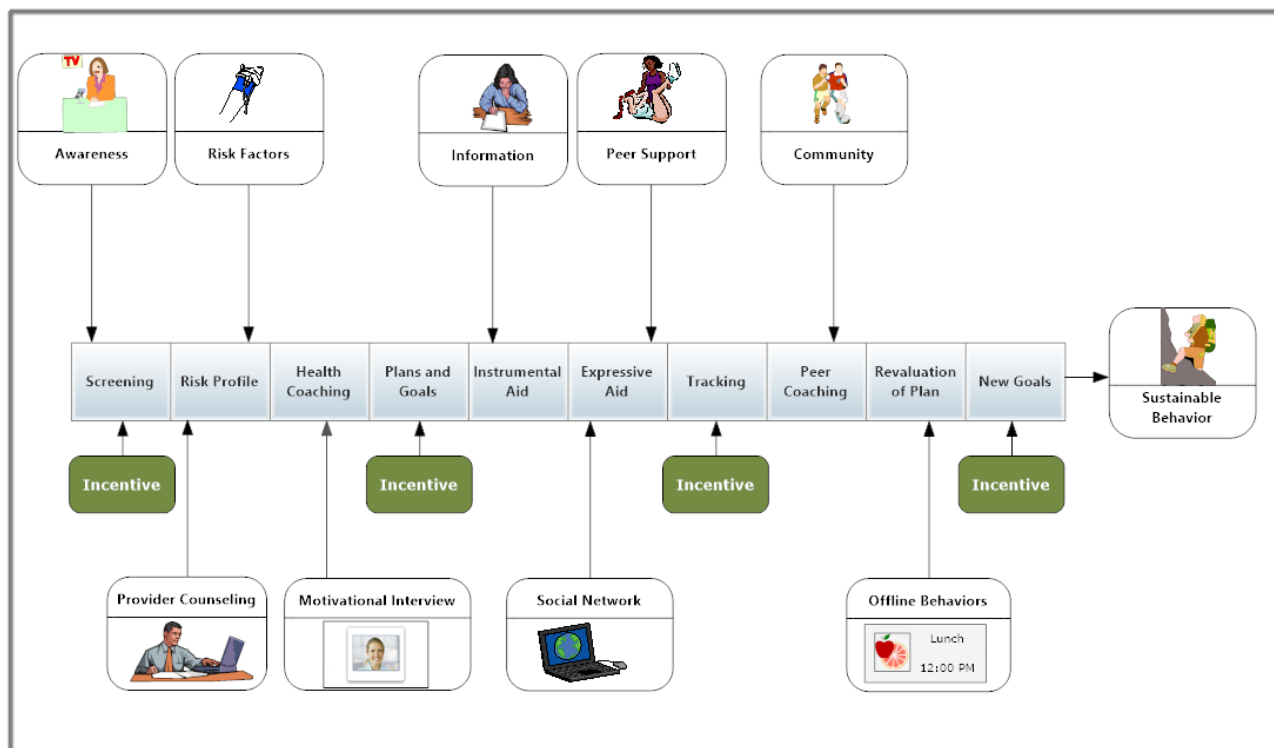 TV
Awareness
Risk Factors
Information
Peer Support
Community
Screening
Risk Profile
Health
Coaching
Plans and
Goals
Instrumental
Aid
Expressive
Aid
Tracking
Peer
Coaching
Revaluation
of Plan
New Goals
Sustainable
Behavior
Incentive
Incentive
Incentive
Incentive
Provider Counseling
Motivational Interview
Social Network
Offline Behaviors
Lunch
12:00 PM